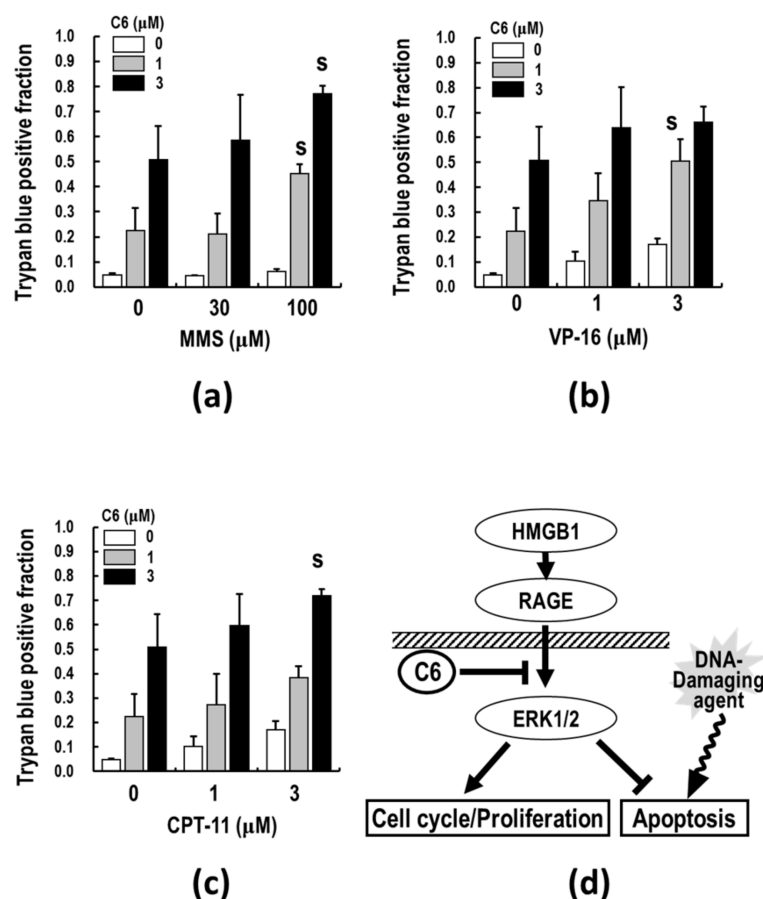 C6 (μM)
0
1
3
Trypan blue positive fraction
1.0
0.9
0.8
0.7
0.6
0.5
0.4
0.3
0.2
0.1
0.0
s
s
0 30 100
MMS (μM)
(a)
C6 (μM)
0
1
3
Trypan blue positive fraction
1.0
0.9
0.8
0.7
0.6
0.5
0.4
0.3
0.2
0.1
0.0
s
0 1 3
VP-16 (μM)
(b)
C6 (μM)
0
1
3
Trypan blue positive fraction
1.0
0.9
0.8
0.7
0.6
0.5
0.4
0.3
0.2
0.1
0.0
s
0 1 3
CPT-11 (μM)
(c)
HMGB1
RAGE
C6
DNA-
Damaging
agent
ERK1/2
Cell cycle/Proliferation
Apoptosis
(d)